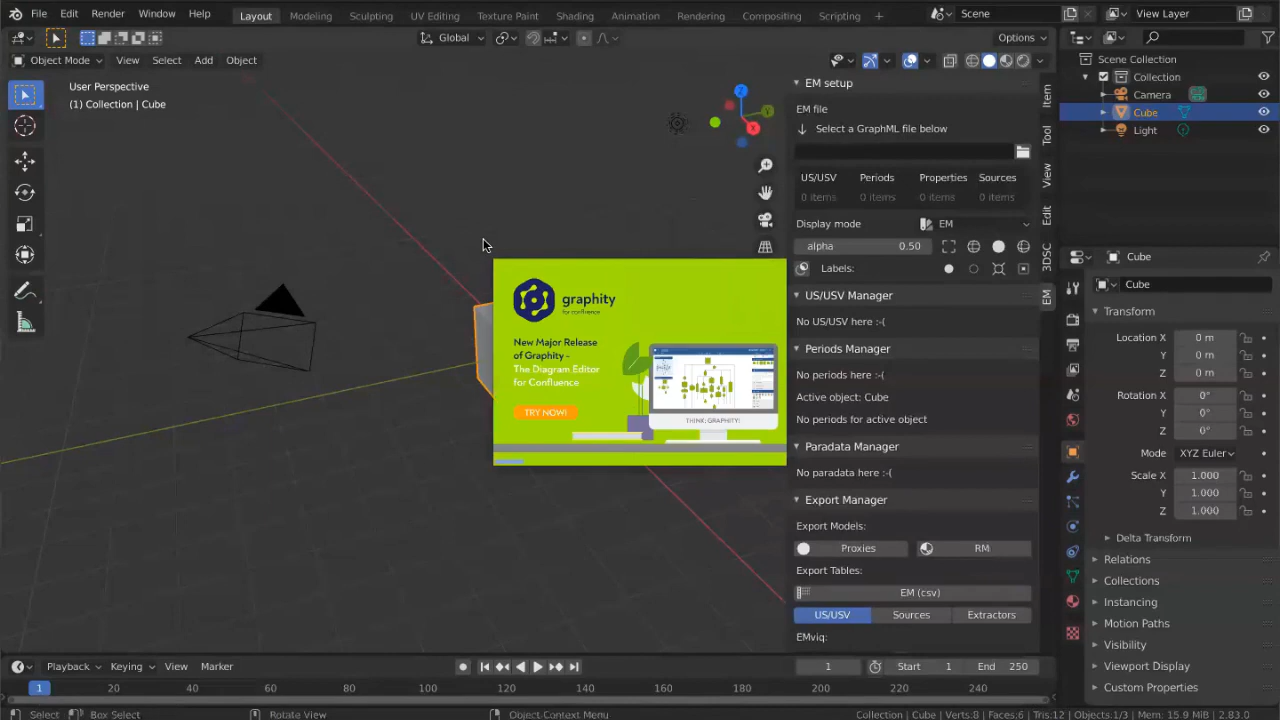 File Edit Render Window Help Layout Modeling Sculpting UV Editing Texture Paint Shading Animation Rendering Compositing Scripting + Scene View Layer
Global Options
Object Mode View Select Add Object
User Perspective
(1) Collection | Cube
Z
Y
X
graphity
for confluence
New Major Release
of Graphity -
The Diagram Editor
for Confluence
TRY NOW!
THINK; GRAPHITY!
EM setup
EM file
Select a GraphML file below
US/USV Periods Properties Sources
0 items 0 items 0 items 0 items
Display mode EM
alpha 0.50
Labels:
US/USV Manager
No US/USV here :-(
Periods Manager
No periods here :-(
Active object: Cube
No periods for active object
Paradata Manager
No paradata here :-(
Export Manager
Export Models:
Proxies RM
Export Tables:
EM (csv)
US/USV Sources Extractors
EMviq:
Item
Tool
View
Edit
3DSC
EM
Scene Collection
Collection
Camera
Cube
Light
Cube
Cube
Transform
Location X 0 m
Y 0 m
Z 0 m
Rotation X 0°
Y 0°
Z 0°
Mode XYZ Euler
Scale X 1.000
Y 1.000
Z 1.000
Delta Transform
Relations
Collections
Instancing
Motion Paths
Visibility
Viewport Display
Custom Properties
Playback Keying View Marker 1 Start 1 End 250
1 20 40 60 80 100 120 140 160 180 200 220 240
Select Box Select Rotate View Object Context Menu Collection | Cube | Verts:8 | Faces:6 | Tris:12 | Objects:1/3 | Mem: 15.9 MiB | 2.83.0